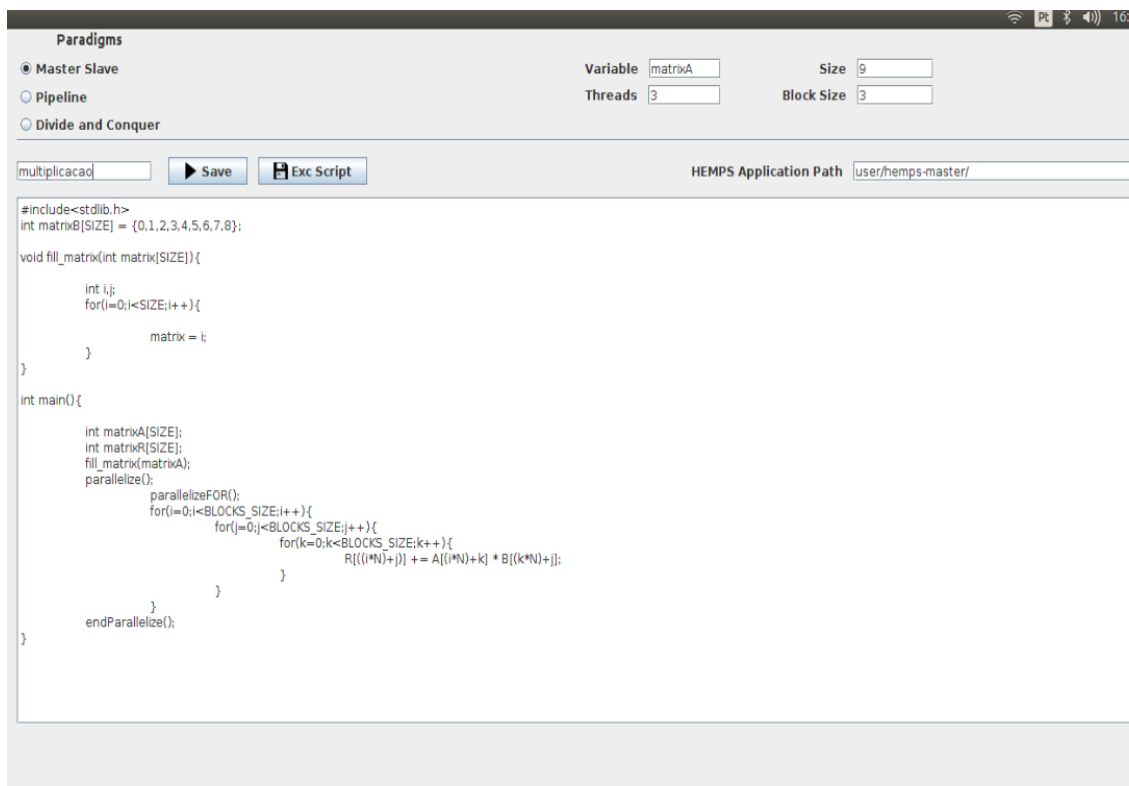 Pt 16:
Paradigms
Master Slave Variable matrixA Size 9
Pipeline Threads 3 Block Size 3
Divide and Conquer
multiplicacao Save Exc Script HEMPS Application Path user/hemps-master/
#include<stdlib.h>
int matrixB[SIZE] = {0,1,2,3,4,5,6,7,8};
void fill_matrix(int matrix[SIZE]){
int i,j;
for(i=0;i<SIZE;i++){
matrix = i;
}
}
int main(){
int matrixA[SIZE];
int matrixR[SIZE];
fill_matrix(matrixA);
parallelize();
parallelizeFOR();
for(i=0;i<BLOCKS_SIZE;i++){
for(j=0;j<BLOCKS_SIZE;j++){
for(k=0;k<BLOCKS_SIZE;k++){
R[((i*N)+j)] += A[(i*N)+k] * B[(k*N)+j];
}
}
}
endParallelize();
}